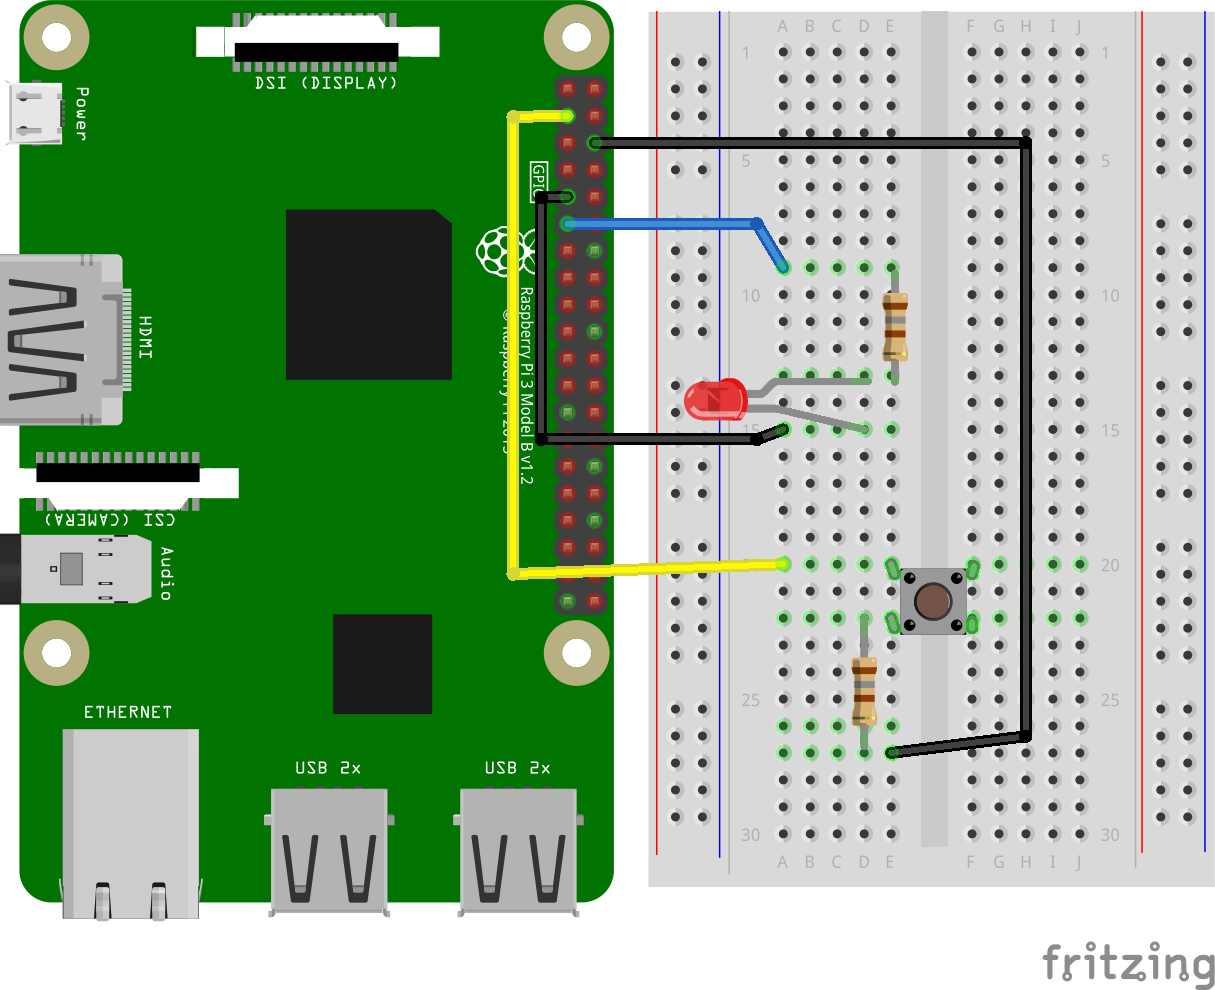 DSI (DISPLAY)
Power
GPIO
HDMI
Raspberry Pi 3 Model B v1.2
© Raspberry Pi 2015
CSI (CAMERA)
Audio
ETHERNET
USB 2x
USB 2x
A B C D E F G H I J
1 1
5 5
10 10
15 15
20 20
25 25
30 30
A B C D E F G H I J
fritzing